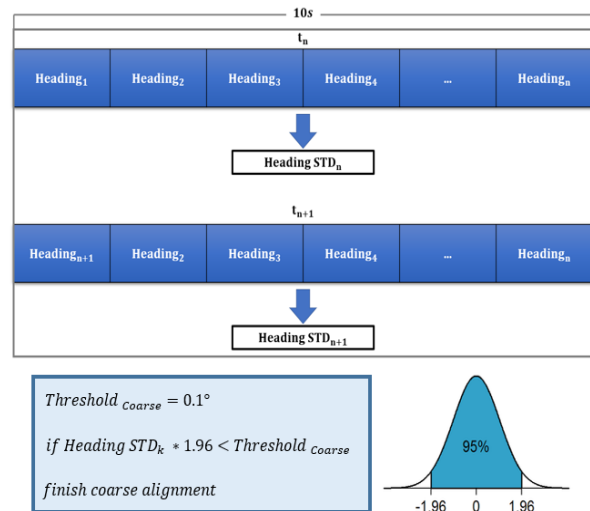 10s
tn
Heading1 Heading2 Heading3 Heading4 ... Headingn
Heading STDn
tn+1
Headingn+1 Heading2 Heading3 Heading4 ... Headingn
Heading STDn+1
Threshold Coarse = 0.1°
if Heading STDk * 1.96 < Threshold Coarse
finish coarse alignment
95%
-1.96 0 1.96